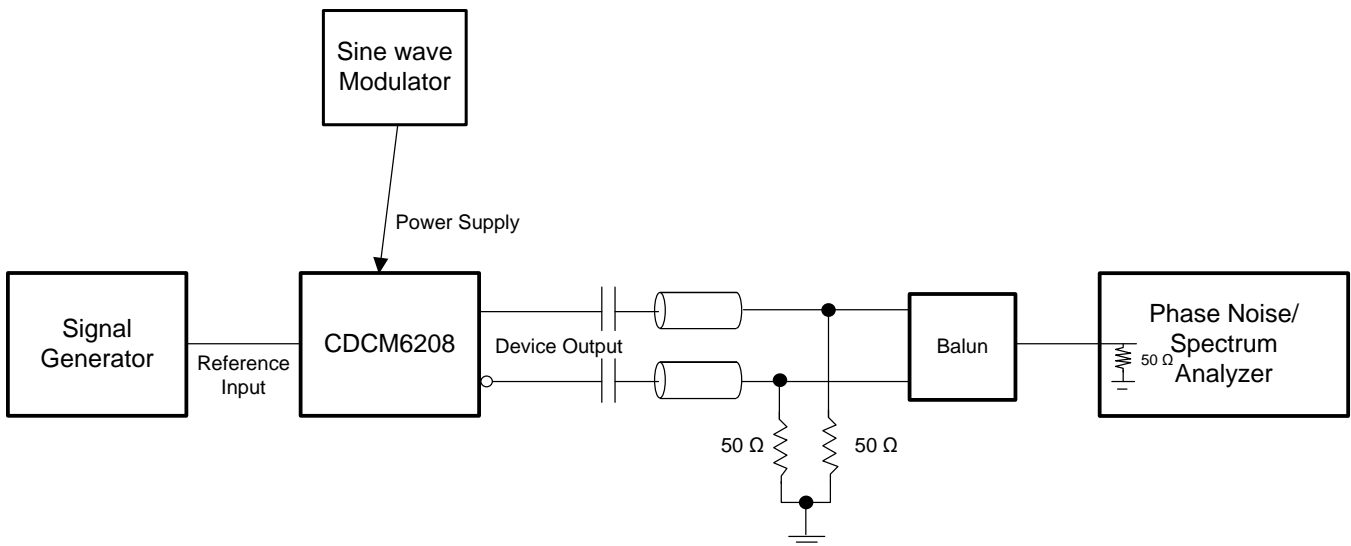 Sine wave
Modulator
Power Supply
Signal
Generator
Reference
Input
CDCM6208
Device Output
Balun
Phase Noise/
Spectrum
Analyzer
50 Ω
50 Ω
50 Ω